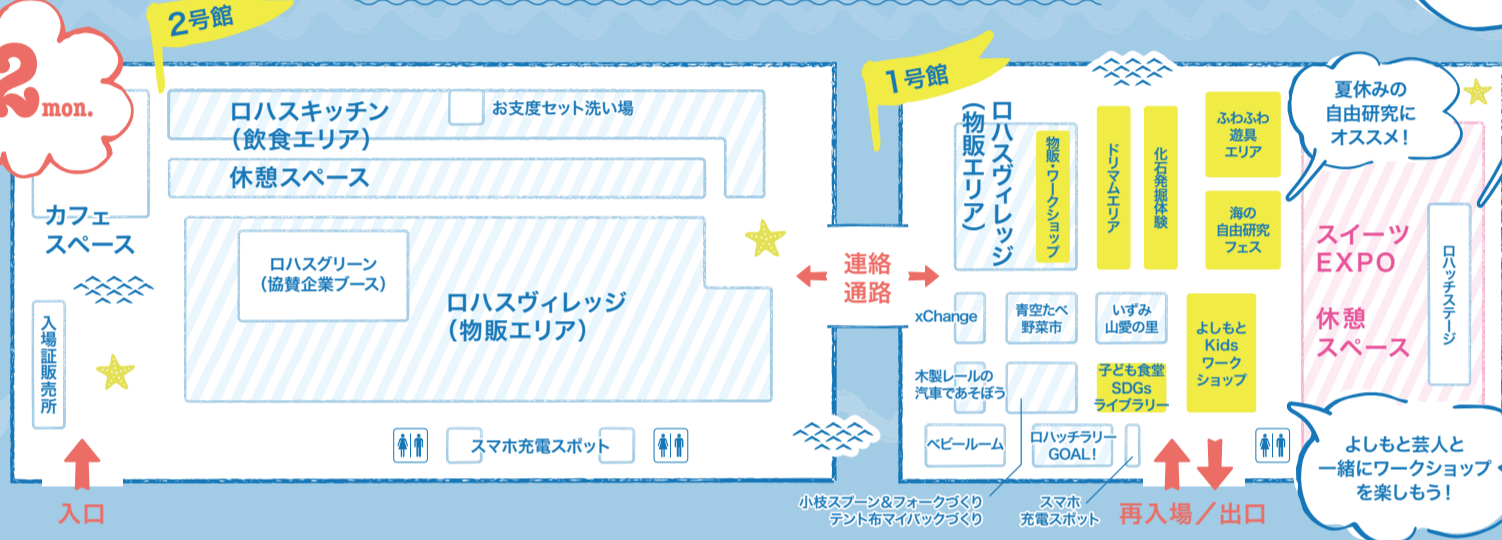 2
mon.
2号館
ロハスキッチン
（飲食エリア）
お支度セット洗い場
休憩スペース
カフェ
スペース
ロハスグリーン
（協賛企業ブース）
ロハスヴィレッジ
（物販エリア）
入場証販売所
スマホ充電スポット
入口
連絡
通路
1号館
ロハスヴィレッジ
（物販エリア）
物販・ワークショップ
ドリマムエリア
化石発掘体験
ふわふわ
遊具
エリア
海の
自由研究
フェス
夏休みの
自由研究に
オススメ！
スイーツ
EXPO
休憩
スペース
ロハッチステージ
xChange
青空たべ
野菜市
いずみ
山愛の里
よしもと
Kids
ワーク
ショップ
木製レールの
汽車であそぼう
子ども食堂
SDGs
ライブラリー
ベビールーム
ロハッチラリー
GOAL！
小枝スプーン＆フォークづくり
テント布マイバックづくり
スマホ
充電スポット
再入場／出口
よしもと芸人と
一緒にワークショップ
を楽しもう！